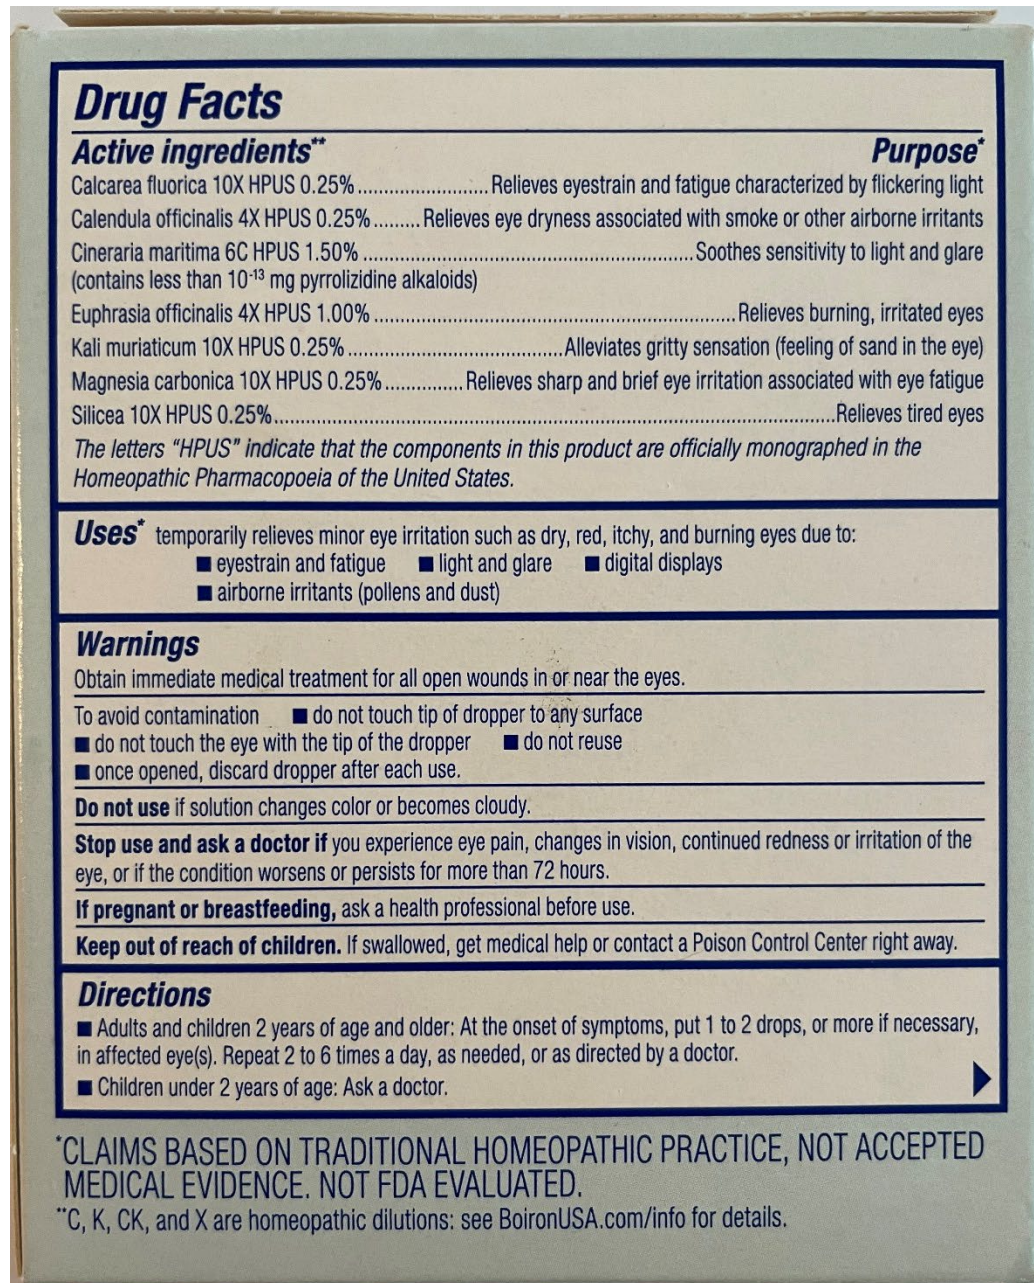 Drug Facts
Active ingredients** Purpose*
Calcarea fluorica 10X HPUS 0.25% ......................... Relieves eyestrain and fatigue characterized by flickering light
Calendula officinalis 4X HPUS 0.25% ......... Relieves eye dryness associated with smoke or other airborne irritants
Cineraria maritima 6C HPUS 1.50% ............................................................... Soothes sensitivity to light and glare
(contains less than 10-13 mg pyrrolizidine alkaloids)
Euphrasia officinalis 4X HPUS 1.00% ..................................................................... Relieves burning, irritated eyes
Kali muriaticum 10X HPUS 0.25% ......................................... Alleviates gritty sensation (feeling of sand in the eye)
Magnesia carbonica 10X HPUS 0.25% ............... Relieves sharp and brief eye irritation associated with eye fatigue
Silicea 10X HPUS 0.25% ........................................................................................................... Relieves tired eyes
The letters "HPUS" indicate that the components in this product are officially monographed in the
Homeopathic Pharmacopoeia of the United States.
Uses* temporarily relieves minor eye irritation such as dry, red, itchy, and burning eyes due to:
■ eyestrain and fatigue ■ light and glare ■ digital displays
■ airborne irritants (pollens and dust)
Warnings
Obtain immediate medical treatment for all open wounds in or near the eyes.
To avoid contamination ■ do not touch tip of dropper to any surface
■ do not touch the eye with the tip of the dropper ■ do not reuse
■ once opened, discard dropper after each use.
Do not use if solution changes color or becomes cloudy.
Stop use and ask a doctor if you experience eye pain, changes in vision, continued redness or irritation of the
eye, or if the condition worsens or persists for more than 72 hours.
If pregnant or breastfeeding, ask a health professional before use.
Keep out of reach of children. If swallowed, get medical help or contact a Poison Control Center right away.
Directions
■ Adults and children 2 years of age and older: At the onset of symptoms, put 1 to 2 drops, or more if necessary,
in affected eye(s). Repeat 2 to 6 times a day, as needed, or as directed by a doctor.
■ Children under 2 years of age: Ask a doctor.
*CLAIMS BASED ON TRADITIONAL HOMEOPATHIC PRACTICE, NOT ACCEPTED
MEDICAL EVIDENCE. NOT FDA EVALUATED.
**C, K, CK, and X are homeopathic dilutions: see BoironUSA.com/info for details.